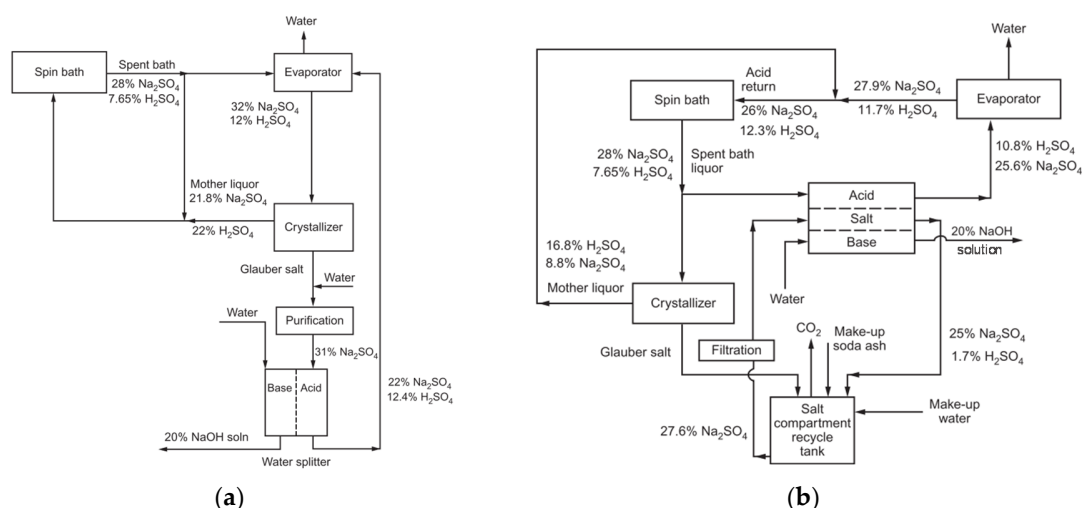 Water
Spin bath
Spent bath
28% Na₂SO₄
7.65% H₂SO₄
Evaporator
32% Na₂SO₄
12% H₂SO₄
Mother liquor
21.8% Na₂SO₄
22% H₂SO₄
Crystallizer
Glauber salt
Water
Purification
Water
31% Na₂SO₄
Base
Acid
22% Na₂SO₄
12.4% H₂SO₄
20% NaOH soln
Water splitter
(a)
Water
Acid
return
27.9% Na₂SO₄
11.7% H₂SO₄
Evaporator
Spin bath
26% Na₂SO₄
12.3% H₂SO₄
28% Na₂SO₄
7.65% H₂SO₄
Spent bath
liquor
10.8% H₂SO₄
25.6% Na₂SO₄
Acid
Salt
Base
20% NaOH
solution
16.8% H₂SO₄
8.8% Na₂SO₄
Mother liquor
Crystallizer
Water
Glauber salt
Filtration
CO₂
Make-up
soda ash
25% Na₂SO₄
1.7% H₂SO₄
27.6% Na₂SO₄
Salt
compartment
recycle
tank
Make-up
water
(b)